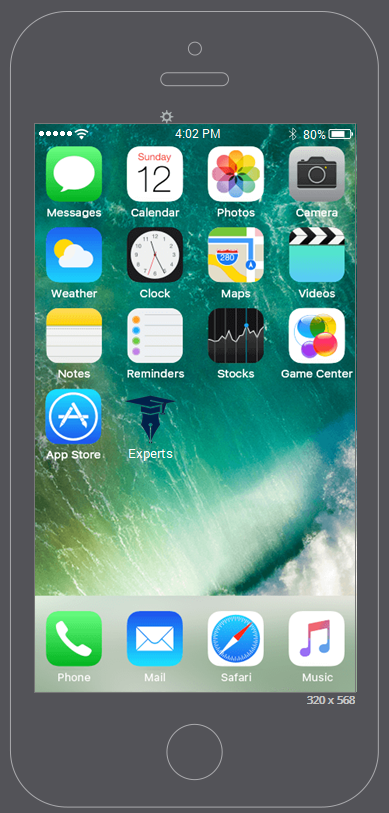 4:02 PM 80%
Sunday
12
Messages Calendar Photos Camera
280
Weather Clock Maps Videos
Notes Reminders Stocks Game Center
App Store Experts
Phone Mail Safari Music
320 x 568